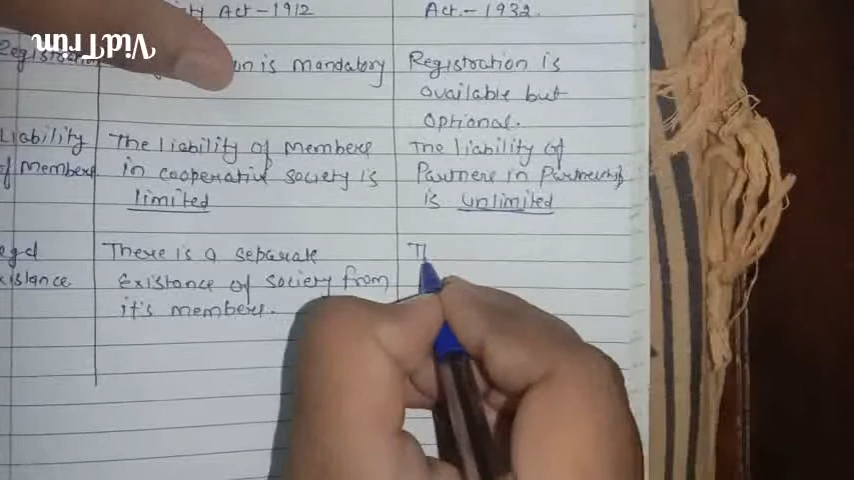 Act - 1912
Act. - 1932.
VidTrim
Registration is mandatory
Registration is
available but
optional.
Liability
of members
The liability of members
in cooperative society is
limited
The liability of
Partners in Partnership
is unlimited
existance
There is a separate
existance of society from
it's members.
T